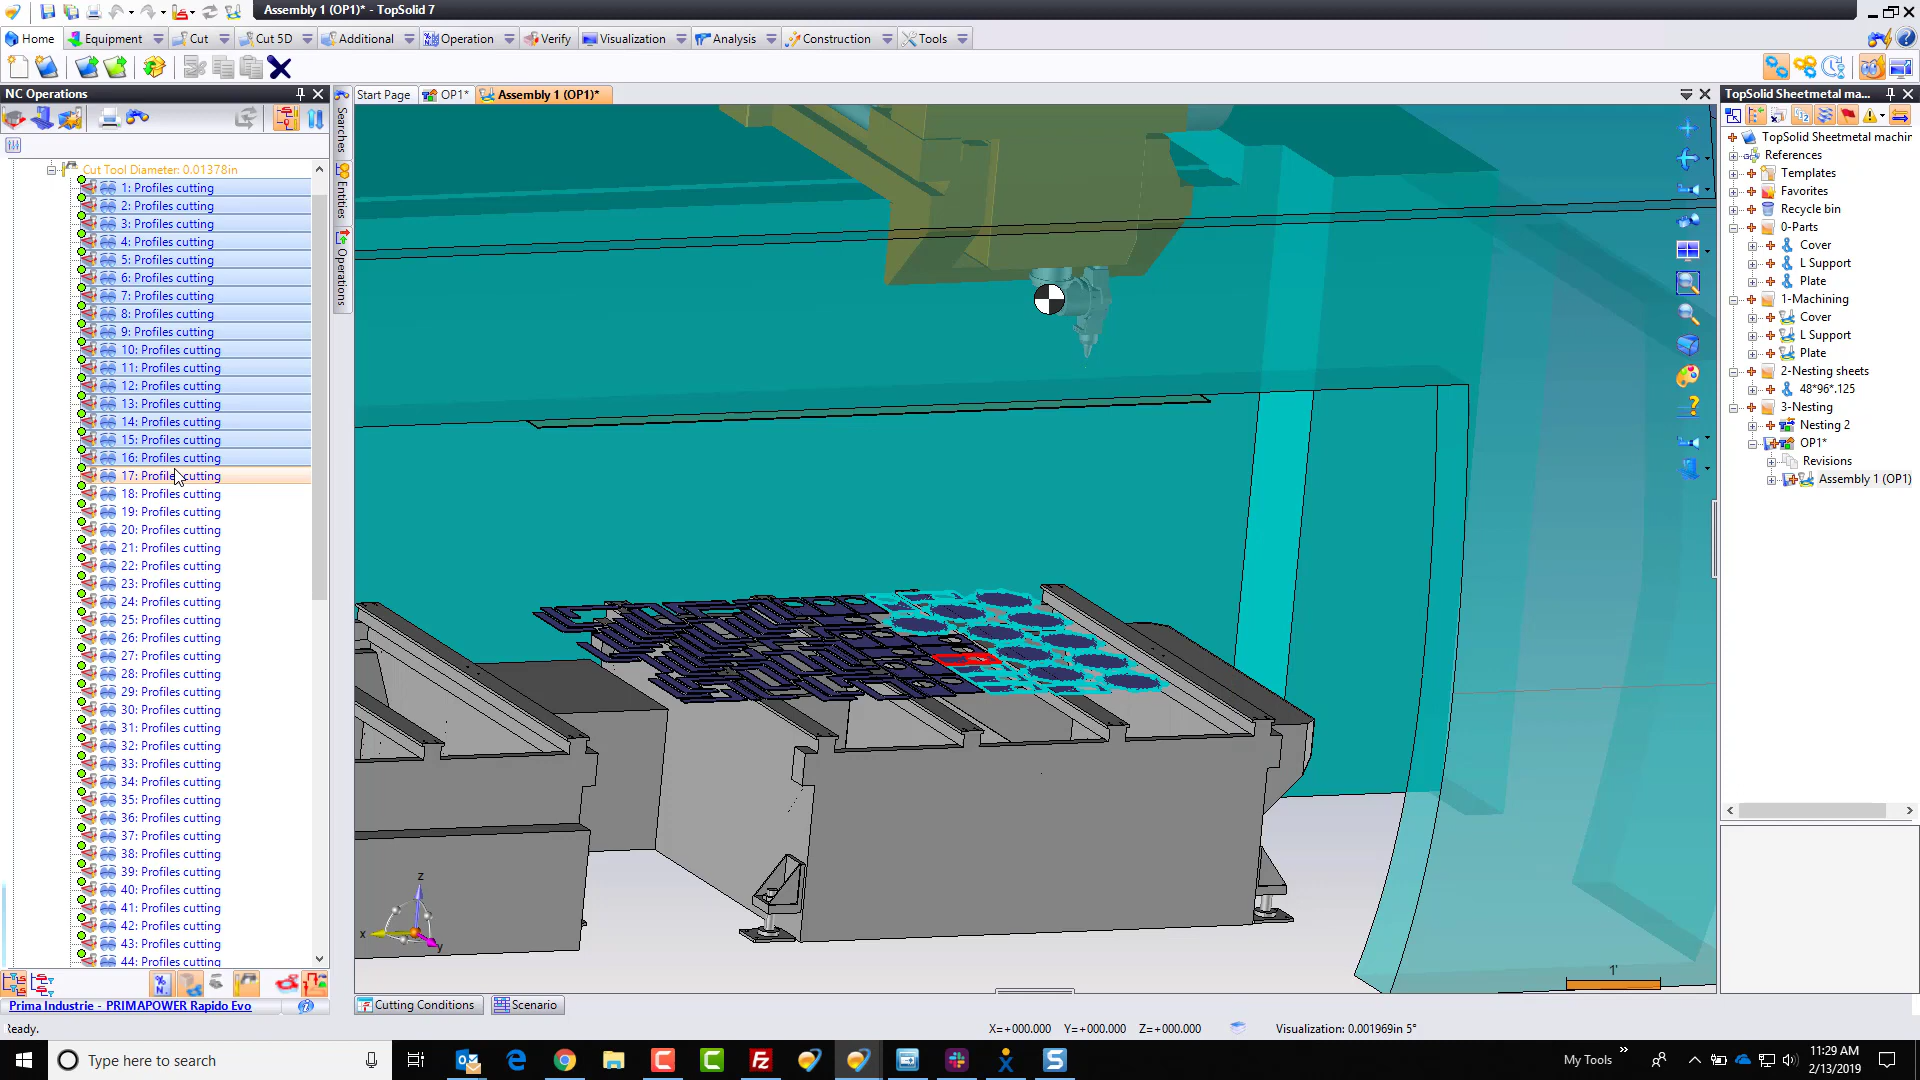 Assembly 1 (OP1)* - TopSolid 7
Home
Equipment
Cut
Cut 5D
Additional
Operation
Verify
Visualization
Analysis
Construction
Tools
NC Operations
Searches
Entities
Operations
Start Page
OP1*
Assembly 1 (OP1)*
TopSolid Sheetmetal ma...
Cut Tool Diameter: 0.01378in
1: Profiles cutting
2: Profiles cutting
3: Profiles cutting
4: Profiles cutting
5: Profiles cutting
6: Profiles cutting
7: Profiles cutting
8: Profiles cutting
9: Profiles cutting
10: Profiles cutting
11: Profiles cutting
12: Profiles cutting
13: Profiles cutting
14: Profiles cutting
15: Profiles cutting
16: Profiles cutting
17: Profiles cutting
18: Profiles cutting
19: Profiles cutting
20: Profiles cutting
21: Profiles cutting
22: Profiles cutting
23: Profiles cutting
24: Profiles cutting
25: Profiles cutting
26: Profiles cutting
27: Profiles cutting
28: Profiles cutting
29: Profiles cutting
30: Profiles cutting
31: Profiles cutting
32: Profiles cutting
33: Profiles cutting
34: Profiles cutting
35: Profiles cutting
36: Profiles cutting
37: Profiles cutting
38: Profiles cutting
39: Profiles cutting
40: Profiles cutting
41: Profiles cutting
42: Profiles cutting
43: Profiles cutting
44: Profiles cutting
TopSolid Sheetmetal machin
References
Templates
Favorites
Recycle bin
0-Parts
Cover
L Support
Plate
1-Machining
Cover
L Support
Plate
2-Nesting sheets
48*96*.125
3-Nesting
Nesting 2
OP1*
Revisions
Assembly 1 (OP1)
z
x
y
1'
Prima Industrie - PRIMAPOWER Rapido Evo
Cutting Conditions
Scenario
Ready.
X=+000.000 Y=+000.000 Z=+000.000
Visualization: 0.001969in 5°
Type here to search
My Tools
11:29 AM
2/13/2019